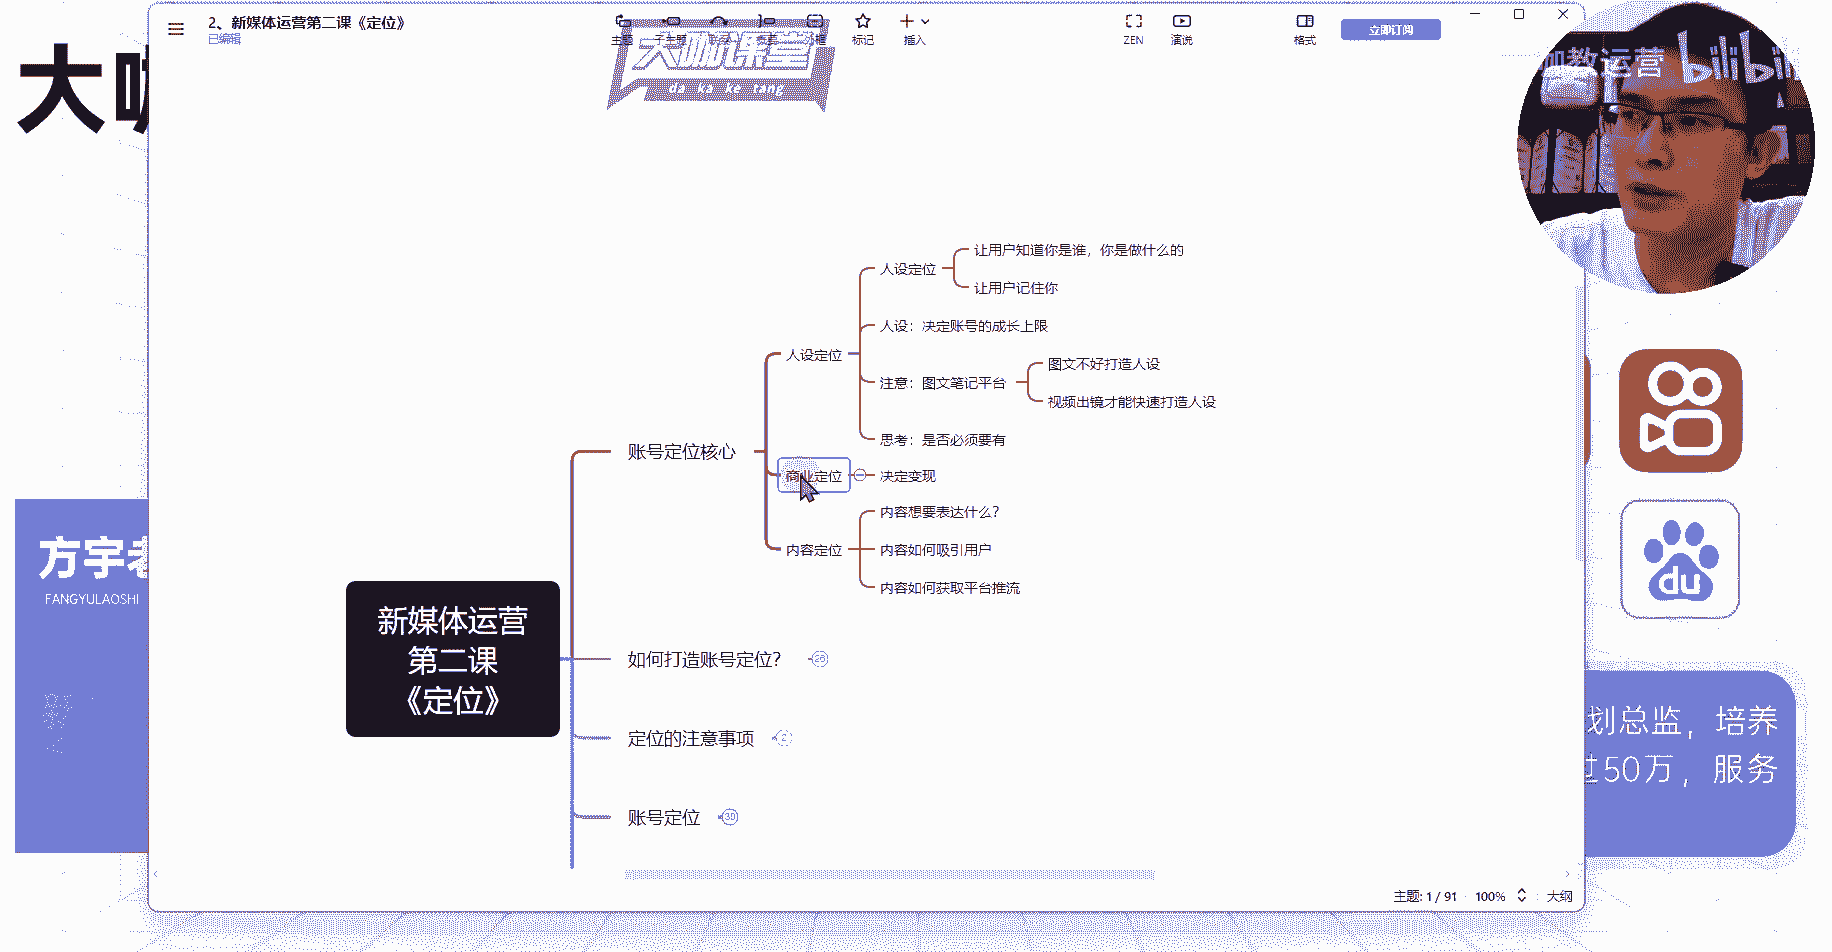 2、新媒体运营第二课《定位》
已编辑
主题
子主题
标记
插入
ZEN
演说
格式
立即订阅
大咖课堂
da ka ke tang
咖教运营
bilibili
大咖
让用户知道你是谁，你是做什么的
人设定位
让用户记住你
人设：决定账号的成长上限
人设定位
图文不好打造人设
注意：图文笔记平台
视频出镜才能快速打造人设
思考：是否必须要有
账号定位核心
商业定位
决定变现
内容想要表达什么？
内容定位
内容如何吸引用户
内容如何获取平台推流
方宇老
FANGYULAOSHI
du
新媒体运营
第二课
《定位》
如何打造账号定位？
26
定位的注意事项
2
账号定位
30
划总监，培养
过50万，服务
主题: 1 / 91
100%
大纲